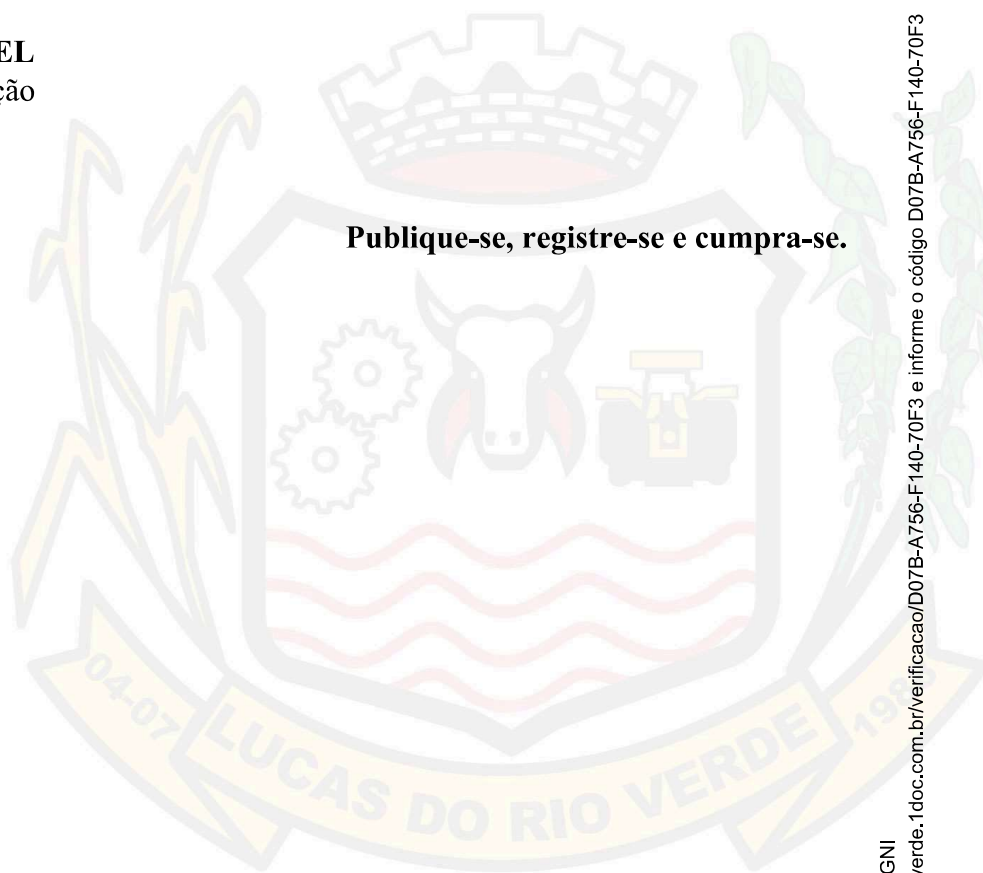 EL
ção
Publique-se, registre-se e cumpra-se.
04-07
LUCAS DO RIO VERDE
1988
GNI
verde.1doc.com.br/verificacao/D07B-A756-F140-70F3 e informe o código D07B-A756-F140-70F3